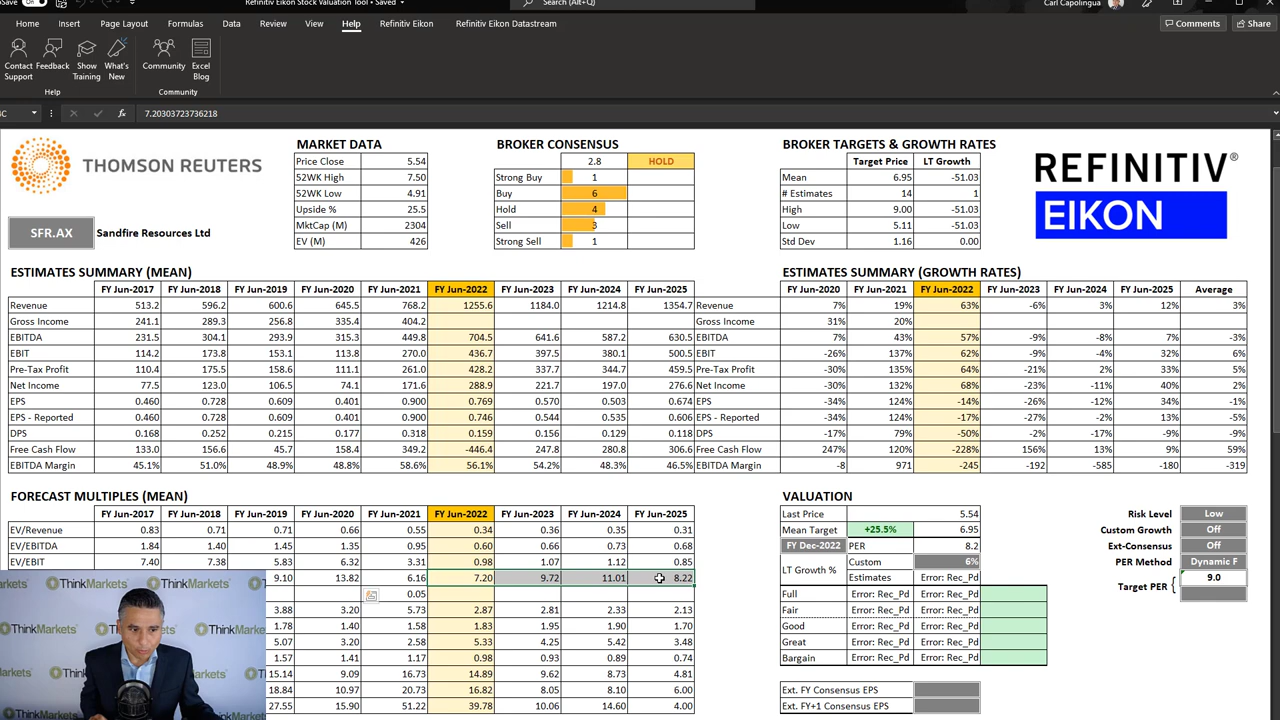 Refinitiv Eikon Stock Valuation Tool • Saved
Search (Alt+Q)
Carl Capolingua
Home Insert Page Layout Formulas Data Review View Help Refinitiv Eikon Refinitiv Eikon Datastream
Comments Share
Contact Support Feedback Show Training What's New Community Excel Blog
Help Community
7.20303723736218
THOMSON REUTERS
SFR.AX Sandfire Resources Ltd
MARKET DATA
Price Close 5.54
52WK High 7.50
52WK Low 4.91
Upside % 25.5
MktCap (M) 2304
EV (M) 426
BROKER CONSENSUS
2.8 HOLD
Strong Buy 1
Buy 6
Hold 4
Sell 3
Strong Sell 1
BROKER TARGETS & GROWTH RATES
Target Price LT Growth
Mean 6.95 -51.03
# Estimates 14 1
High 9.00 -51.03
Low 5.11 -51.03
Std Dev 1.16 0.00
REFINITIV®
EIKON
ESTIMATES SUMMARY (MEAN)
FY Jun-2017 FY Jun-2018 FY Jun-2019 FY Jun-2020 FY Jun-2021 FY Jun-2022 FY Jun-2023 FY Jun-2024 FY Jun-2025
Revenue 513.2 596.2 600.6 645.5 768.2 1255.6 1184.0 1214.8 1354.7
Gross Income 241.1 289.3 256.8 335.4 404.2
EBITDA 231.5 304.1 293.9 315.3 449.8 704.5 641.6 587.2 630.5
EBIT 114.2 173.8 153.1 113.8 270.0 436.7 397.5 380.1 500.5
Pre-Tax Profit 110.4 175.5 158.6 111.1 261.0 428.2 337.7 344.7 459.5
Net Income 77.5 123.0 106.5 74.1 171.6 288.9 221.7 197.0 276.6
EPS 0.460 0.728 0.609 0.401 0.900 0.769 0.570 0.503 0.674
EPS - Reported 0.460 0.728 0.609 0.401 0.900 0.746 0.544 0.535 0.606
DPS 0.168 0.252 0.215 0.177 0.318 0.159 0.156 0.129 0.118
Free Cash Flow 133.0 156.6 45.7 158.4 349.2 -446.4 247.8 280.8 306.6
EBITDA Margin 45.1% 51.0% 48.9% 48.8% 58.6% 56.1% 54.2% 48.3% 46.5%
ESTIMATES SUMMARY (GROWTH RATES)
FY Jun-2020 FY Jun-2021 FY Jun-2022 FY Jun-2023 FY Jun-2024 FY Jun-2025 Average
Revenue 7% 19% 63% -6% 3% 12% 3%
Gross Income 31% 20%
EBITDA 7% 43% 57% -9% -8% 7% -3%
EBIT -26% 137% 62% -9% -4% 32% 6%
Pre-Tax Profit -30% 135% 64% -21% 2% 33% 5%
Net Income -30% 132% 68% -23% -11% 40% 2%
EPS -34% 124% -14% -26% -12% 34% -1%
EPS - Reported -34% 124% -17% -27% -2% 13% -5%
DPS -17% 79% -50% -2% -17% -9% -9%
Free Cash Flow 247% 120% -228% 156% 13% 9% 59%
EBITDA Margin -8 971 -245 -192 -585 -180 -319
FORECAST MULTIPLES (MEAN)
FY Jun-2017 FY Jun-2018 FY Jun-2019 FY Jun-2020 FY Jun-2021 FY Jun-2022 FY Jun-2023 FY Jun-2024 FY Jun-2025
EV/Revenue 0.83 0.71 0.71 0.66 0.55 0.34 0.36 0.35 0.31
EV/EBITDA 1.84 1.40 1.45 1.35 0.95 0.60 0.66 0.73 0.68
EV/EBIT 7.40 7.38 5.83 6.32 3.31 0.98 1.07 1.12 0.85
9.10 13.82 6.16 7.20 9.72 11.01 8.22
0.05
3.88 3.20 5.73 2.87 2.81 2.33 2.13
1.78 1.40 1.58 1.83 1.95 1.90 1.70
5.07 3.20 2.58 5.33 4.25 5.42 3.48
1.57 1.41 1.17 0.98 0.93 0.89 0.74
15.14 9.09 16.73 14.89 9.62 8.73 4.81
18.84 10.97 20.73 16.82 8.05 8.10 6.00
27.55 15.90 51.22 39.78 10.06 14.60 4.00
VALUATION
Last Price 5.54
Mean Target +25.5% 6.95
FY Dec-2022 PER 8.2
LT Growth % Custom 6%
Estimates Error: Rec_Pd
Full Error: Rec_Pd Error: Rec_Pd
Fair Error: Rec_Pd Error: Rec_Pd
Good Error: Rec_Pd Error: Rec_Pd
Great Error: Rec_Pd Error: Rec_Pd
Bargain Error: Rec_Pd Error: Rec_Pd
Ext. FY Consensus EPS
Ext. FY+1 Consensus EPS
Risk Level Low
Custom Growth Off
Ext-Consensus Off
PER Method Dynamic F
Target PER 9.0
ThinkMarkets
ThinkMarkets